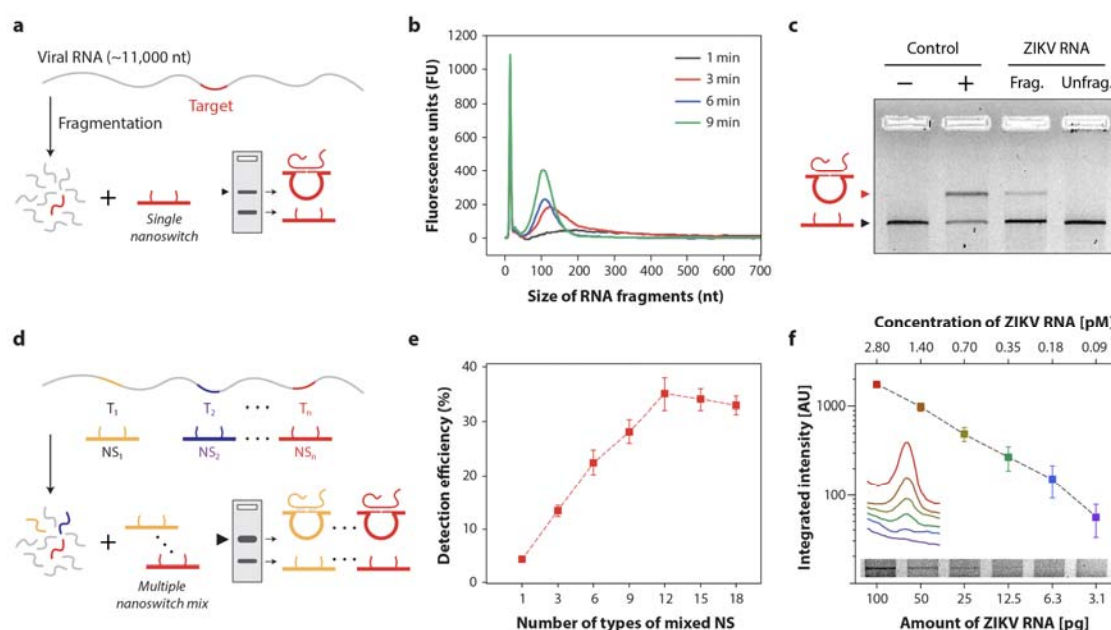 a
Viral RNA (~11,000 nt)
Target
Fragmentation
+
Single
nanoswitch
b
1200
1000
800
600
400
200
0
Fluorescence units (FU)
1 min
3 min
6 min
9 min
0 100 200 300 400 500 600 700
Size of RNA fragments (nt)
c
Control ZIKV RNA
− + Frag. Unfrag.
d
T1 T2 Tn
NS1 NS2 NSn
+
Multiple
nanoswitch mix
e
50
40
30
20
10
0
Detection efficiency (%)
1 3 6 9 12 15 18
Number of types of mixed NS
f
Concentration of ZIKV RNA [pM]
2.80 1.40 0.70 0.35 0.18 0.09
Integrated intensity [AU]
1000
100
100 50 25 12.5 6.3 3.1
Amount of ZIKV RNA [pg]